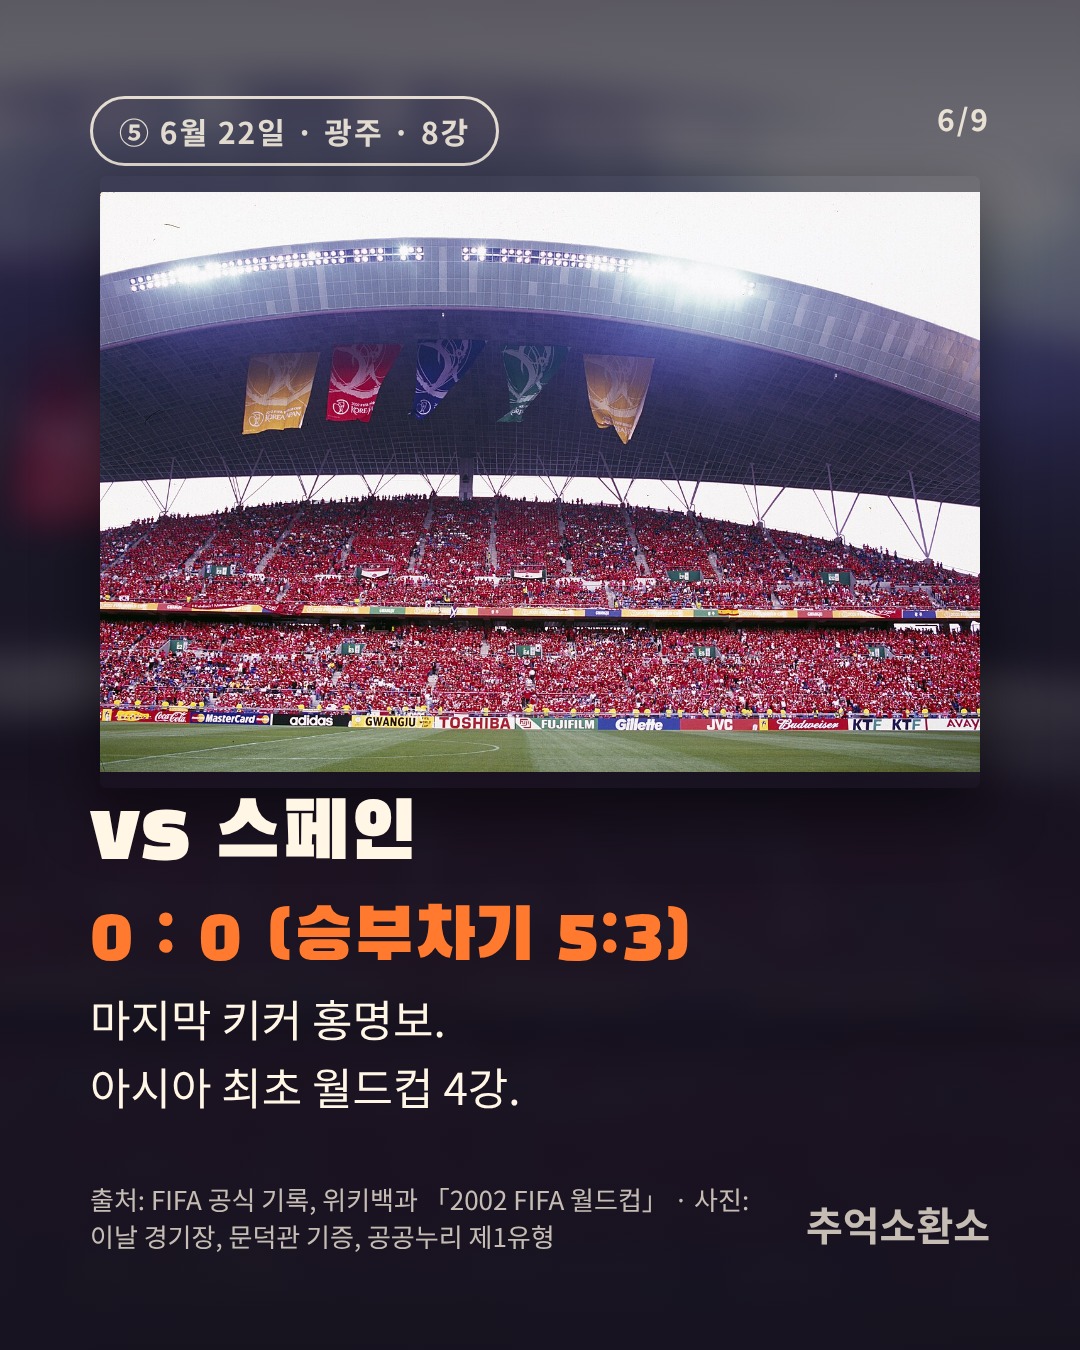 ⑤ 6월 22일 · 광주 · 8강
6/9
MasterCard
adidas
GWANGJU
TOSHIBA
FUJIFILM
Gillette
JVC
Budweiser
KTF KTF
AVAYA
vs 스페인
0 : 0 (승부차기 5:3)
마지막 키커 홍명보.
아시아 최초 월드컵 4강.
출처: FIFA 공식 기록, 위키백과 「2002 FIFA 월드컵」 · 사진:
이날 경기장, 문덕관 기증, 공공누리 제1유형
추억소환소